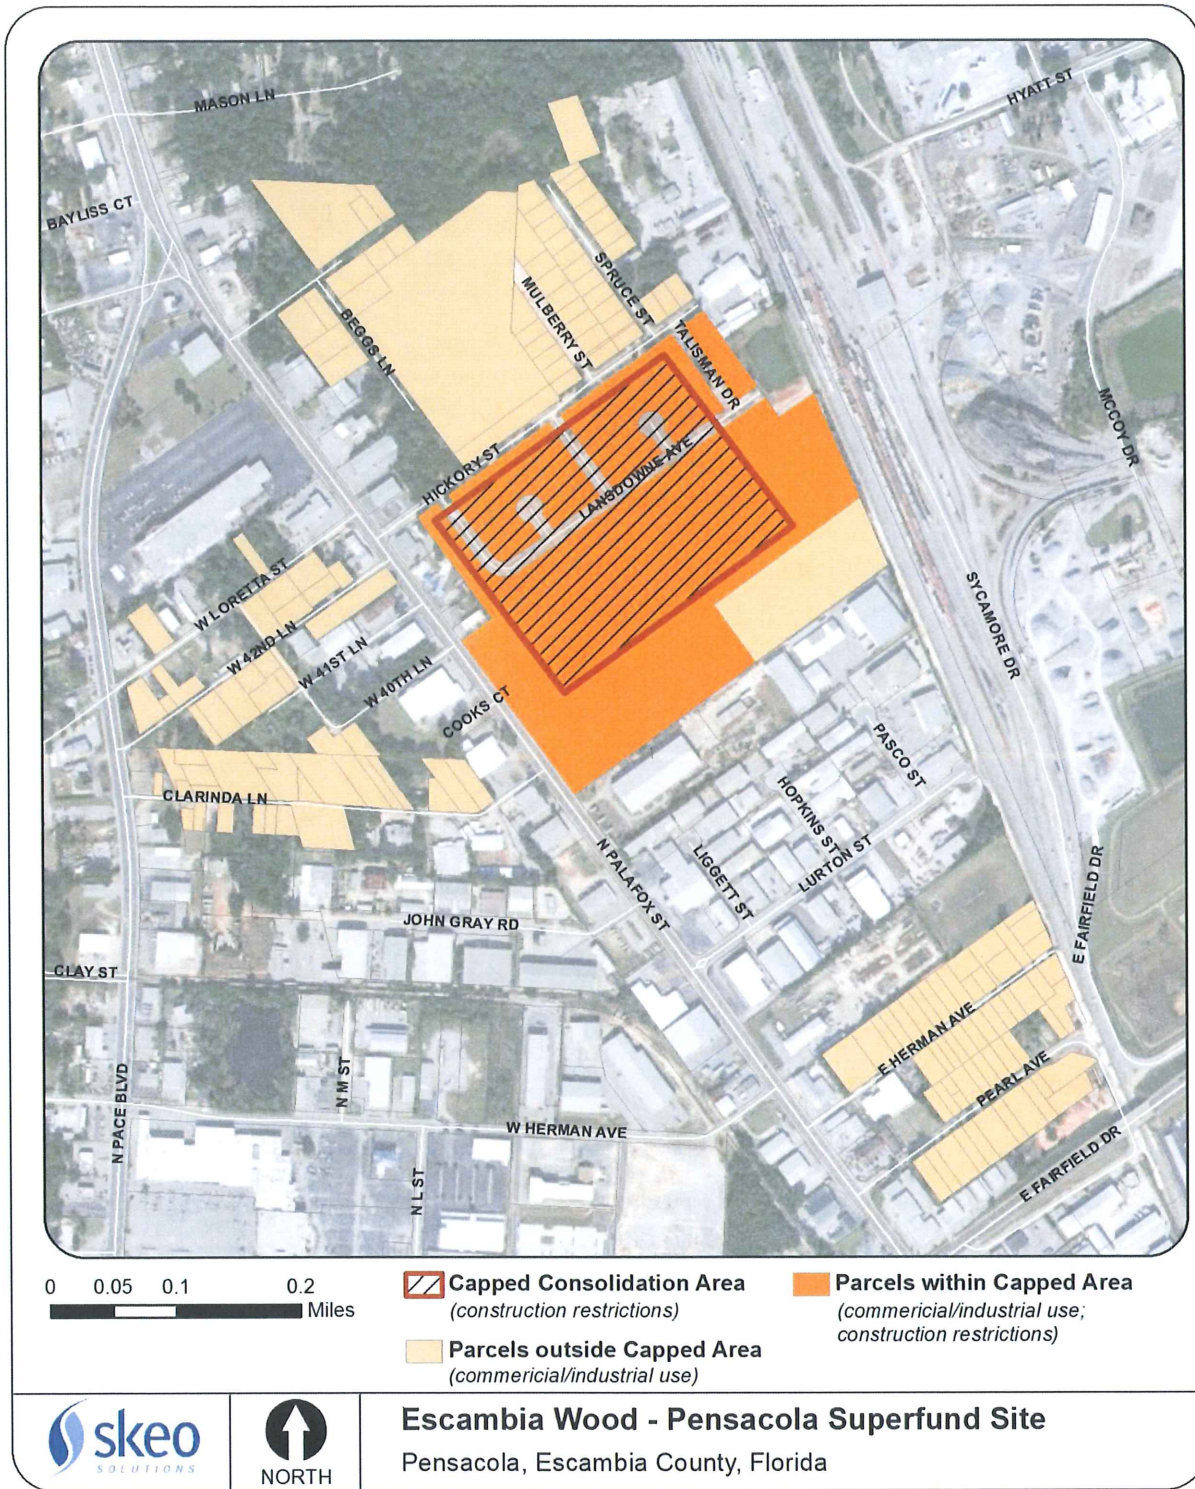 MASON LN
HYATT ST
BAYLISS CT
SPRUCE ST
MULBERRY ST
BEGGS LN
TALISMAN DR
MCCOY DR
HICKORY ST
LANSDOWNE AVE
W LORETTA ST
SYCAMORE DR
W 42ND LN
W 41ST LN
W 40TH LN
COOKS CT
PASCO ST
CLARINDA LN
HOPKINS ST
N PALAFOX ST
LIGGETT ST
LURTON ST
JOHN GRAY RD
E FAIRFIELD DR
CLAY ST
E HERMAN AVE
PEARL AVE
N M ST
N PACE BLVD
W HERMAN AVE
E FAIRFIELD DR
N L ST
0 0.05 0.1 0.2
Miles
Capped Consolidation Area
(construction restrictions)
Parcels within Capped Area
(commericial/industrial use;
construction restrictions)
Parcels outside Capped Area
(commericial/industrial use)
skeo
SOLUTIONS
NORTH
Escambia Wood - Pensacola Superfund Site
Pensacola, Escambia County, Florida